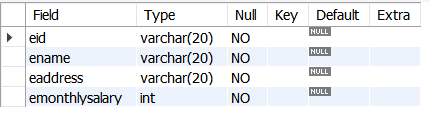 Field Type Null Key Default Extra
eid varchar(20) NO NULL
ename varchar(20) NO NULL
eaddress varchar(20) NO NULL
emonthlysalary int NO NULL